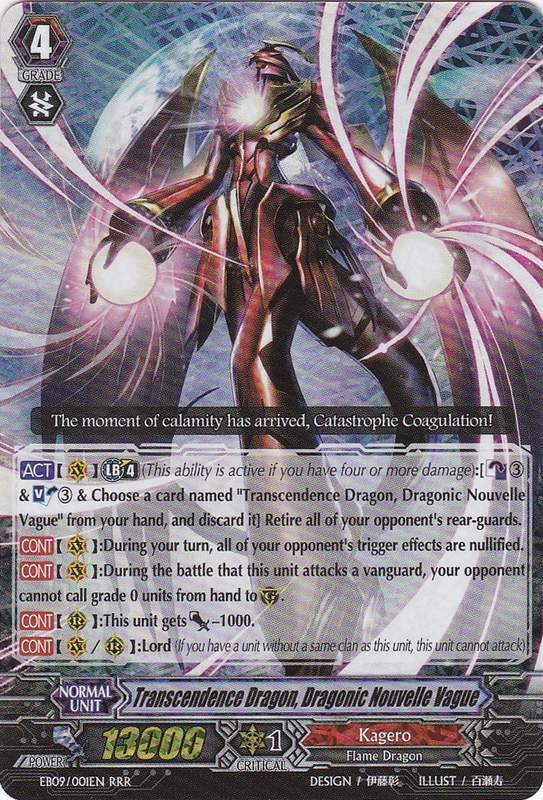 4
GRADE
The moment of calamity has arrived, Catastrophe Coagulation!
ACT【 V 】LB 4 (This ability is active if you have four or more damage):[ 3
& V 3 & Choose a card named "Transcendence Dragon, Dragonic Nouvelle
Vague" from your hand, and discard it] Retire all of your opponent's rear-guards.
CONT【 V 】:During your turn, all of your opponent's trigger effects are nullified.
CONT【 V 】:During the battle that this unit attacks a vanguard, your opponent
cannot call grade 0 units from hand to G.
CONT【 R 】:This unit gets -1000.
CONT【 V / R 】:Lord (If you have a unit without a same clan as this unit, this unit cannot attack)
NORMAL UNIT Transcendence Dragon, Dragonic Nouvelle Vague
POWER 13000 1 CRITICAL Kagero
Flame Dragon
EB09/001EN RRR DESIGN / 伊藤彰 ILLUST / 百瀬寿